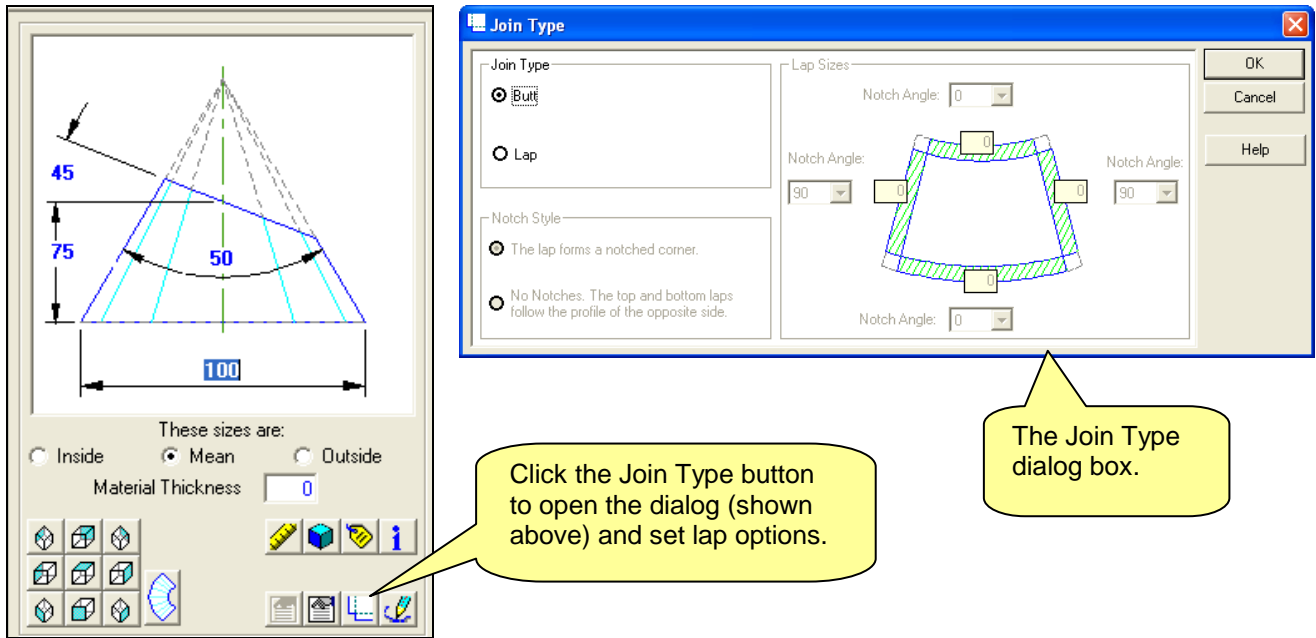 45
75
50
100
These sizes are:
Inside Mean Outside
Material Thickness 0
Join Type
Join Type
Butt
Lap
Notch Style
The lap forms a notched corner.
No Notches. The top and bottom laps
follow the profile of the opposite side.
Lap Sizes
Notch Angle: 0
0
Notch Angle:
90
0
0
Notch Angle:
90
0
Notch Angle: 0
OK
Cancel
Help
Click the Join Type button
to open the dialog (shown
above) and set lap options.
The Join Type
dialog box.